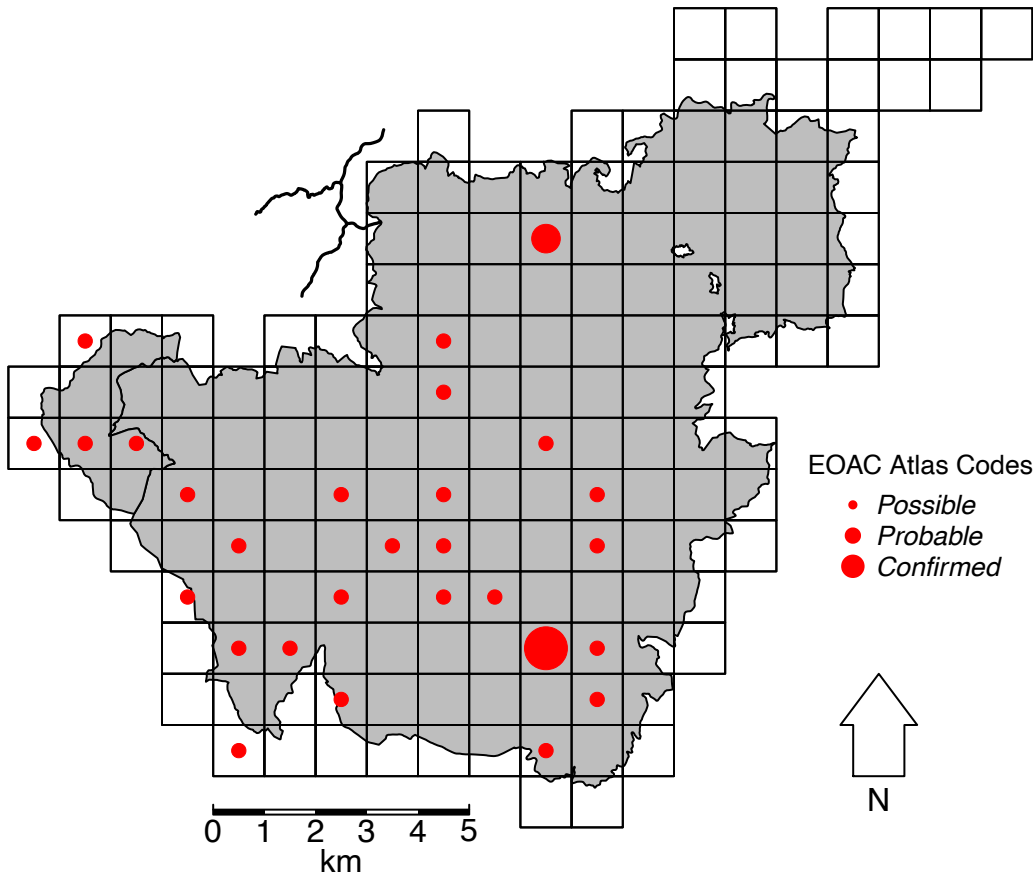 EOAC Atlas Codes
Possible
Probable
Confirmed
N
0 1 2 3 4 5
km